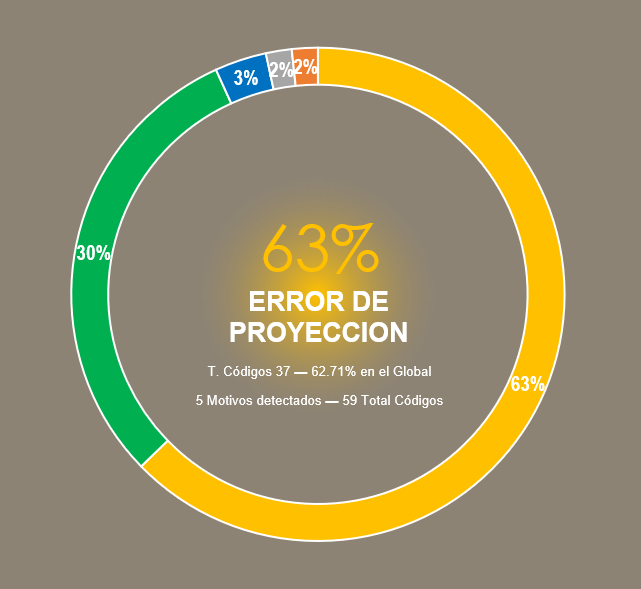 3%
2%
2%
30%
63%
ERROR DE
PROYECCION
T. Códigos 37 — 62.71% en el Global
63%
5 Motivos detectados — 59 Total Códigos